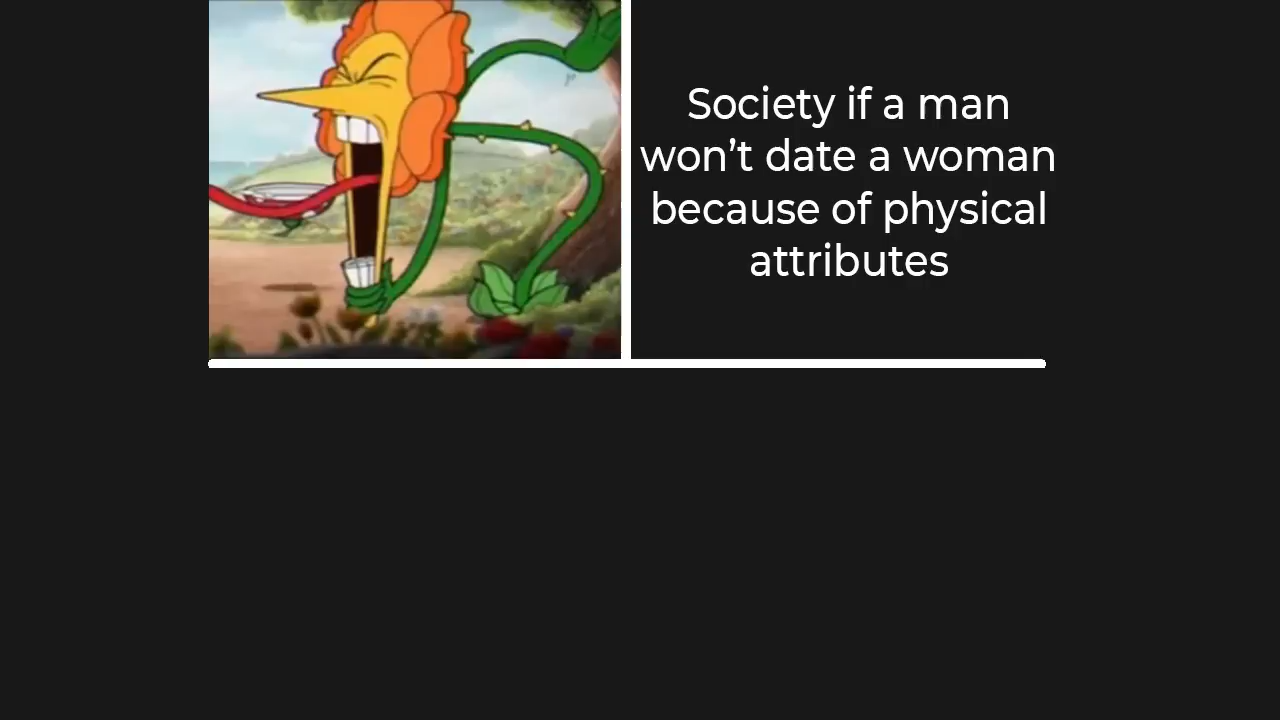 Society if a man
won’t date a woman
because of physical
attributes